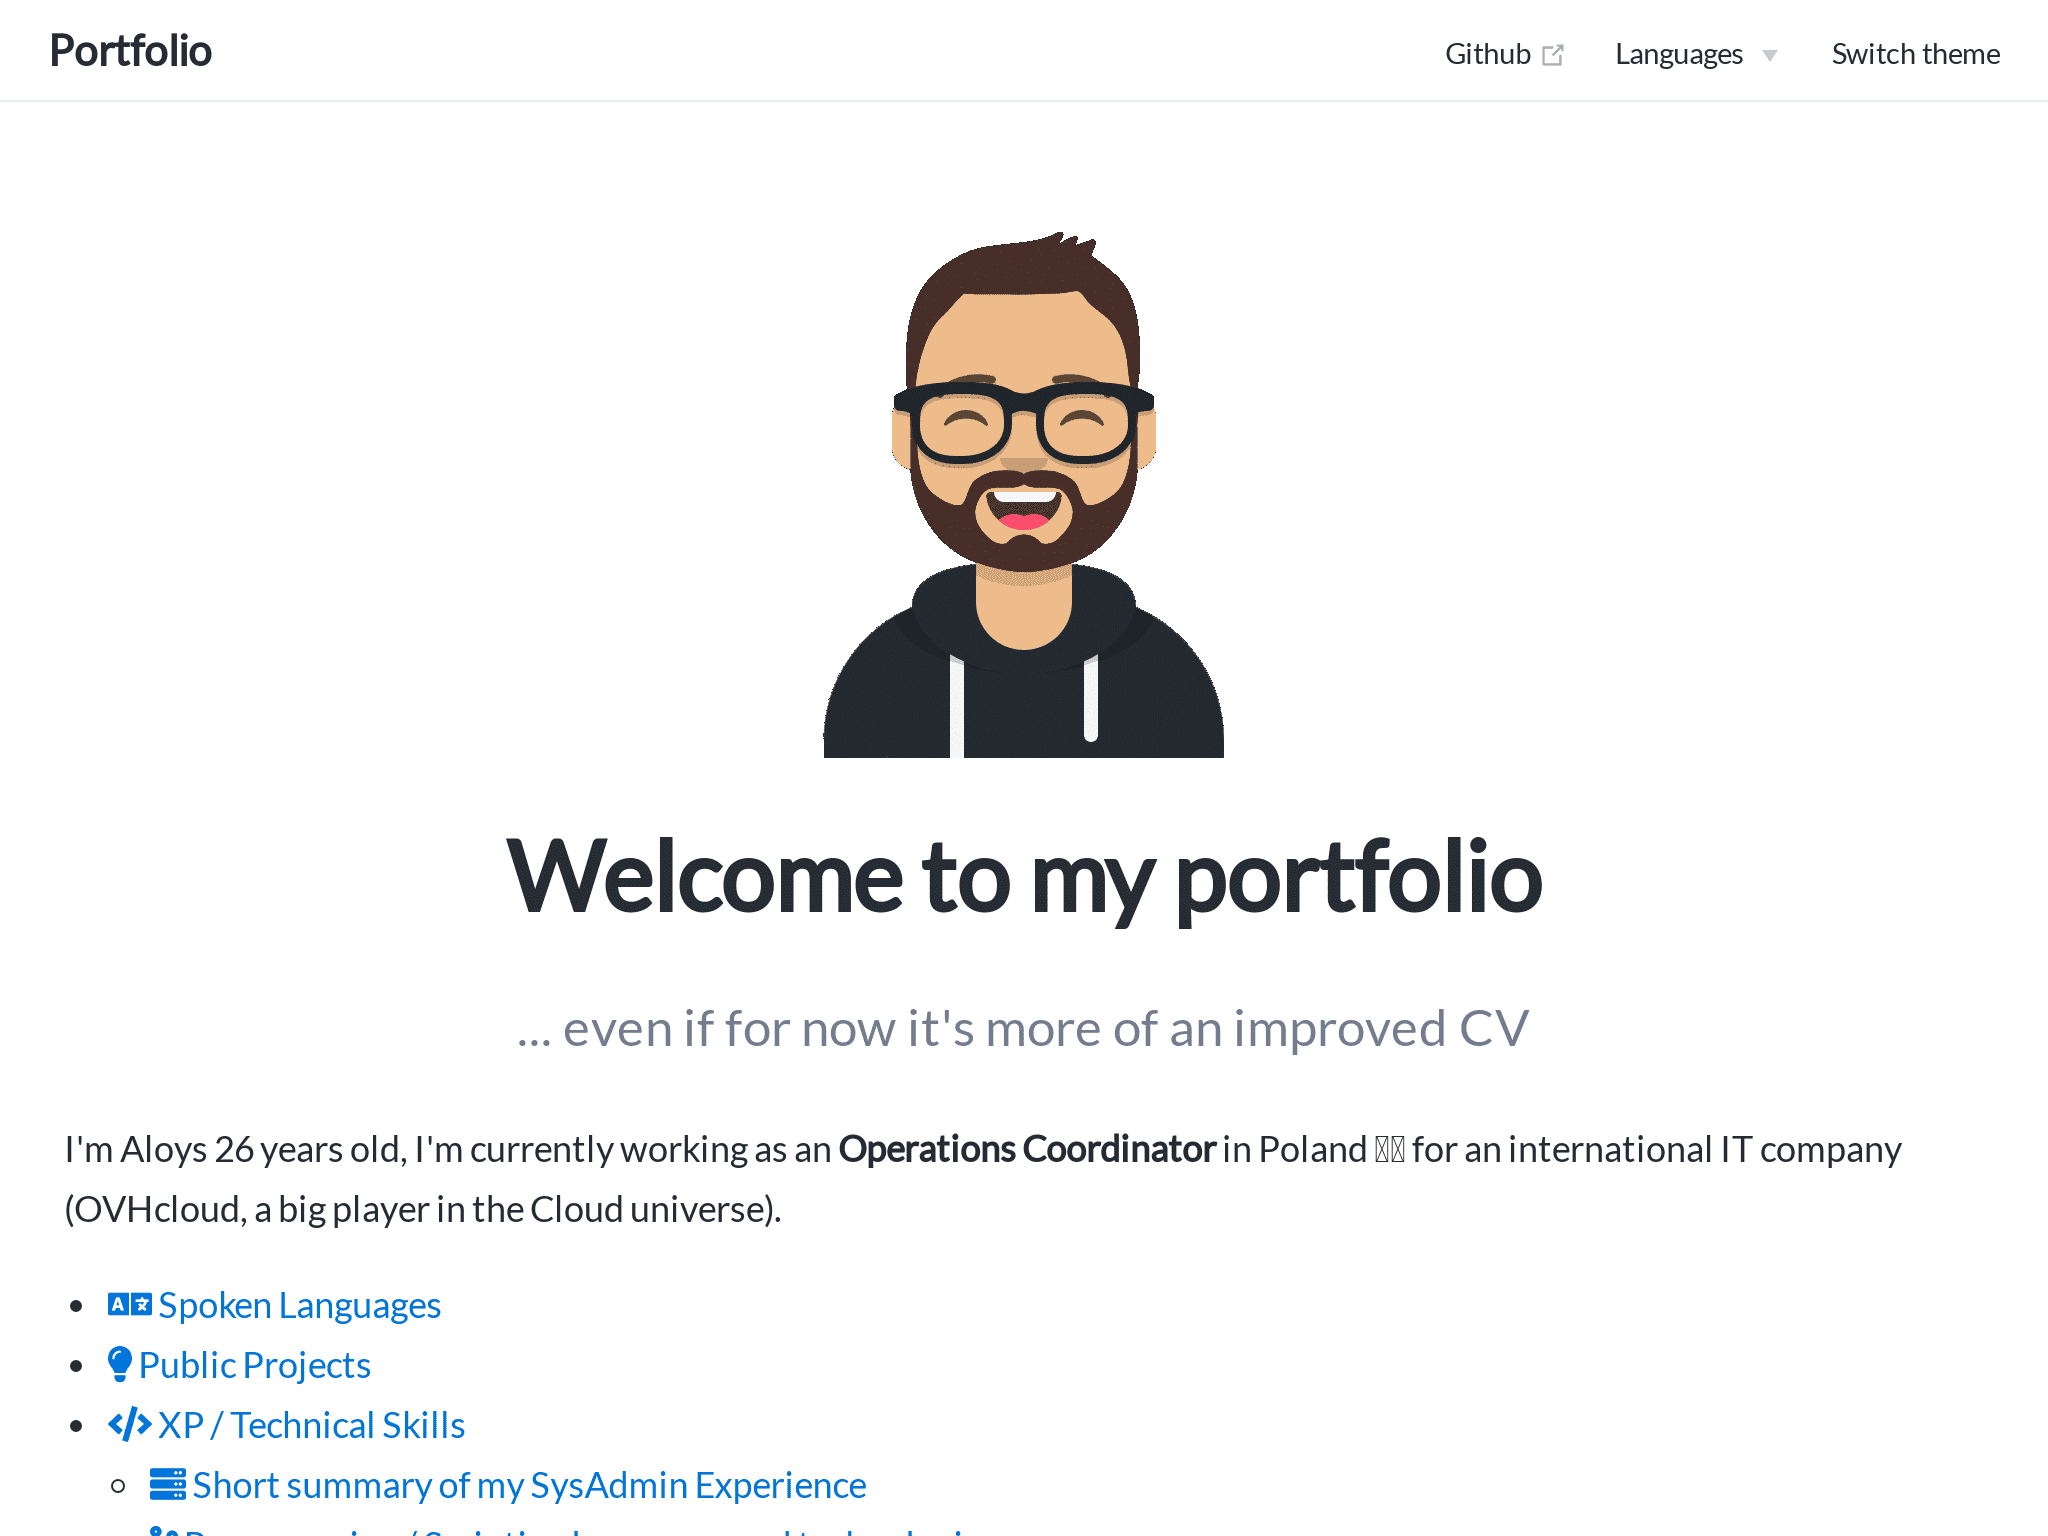 Portfolio
Github
Languages
Switch theme
Welcome to my portfolio
... even if for now it's more of an improved CV
I'm Aloys 26 years old, I'm currently working as an Operations Coordinator in Poland for an international IT company
(OVHcloud, a big player in the Cloud universe).
Spoken Languages
Public Projects
XP / Technical Skills
Short summary of my SysAdmin Experience